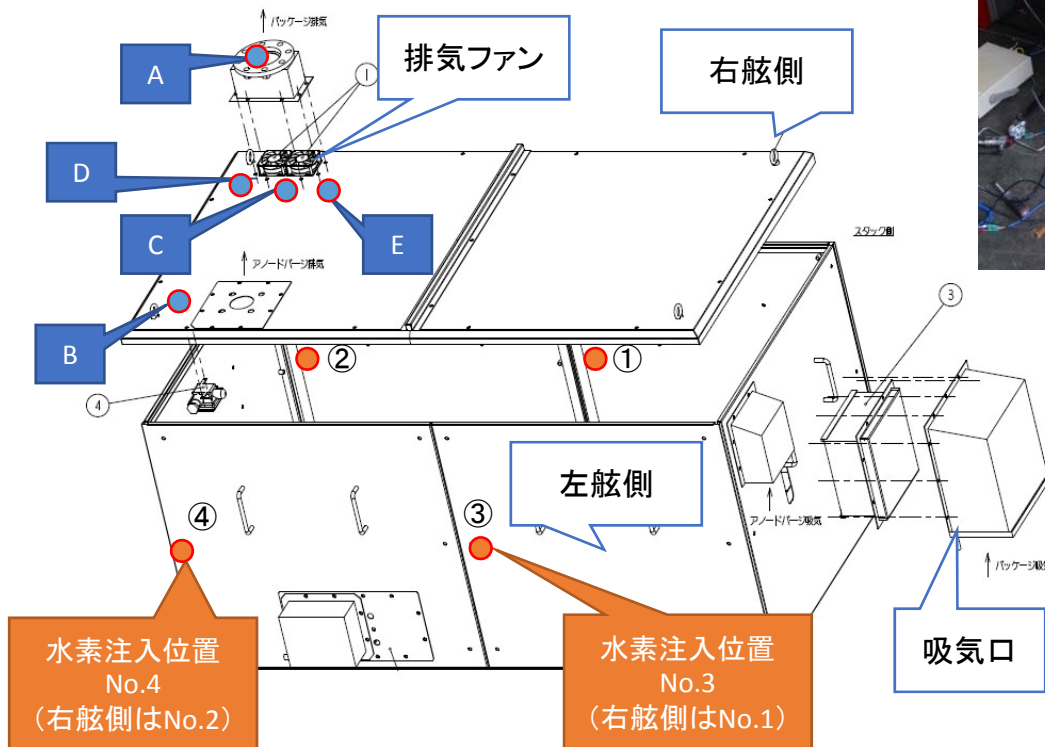 パッケージ排気
A
排気ファン
1
右舷側
D
C
E
スタック側
アノードパージ排気
3
B
②
①
4
左舷側
④
③
アノードパージ吸気
パッケージ吸
吸気口
水素注入位置
No.4
(右舷側はNo.2)
水素注入位置
No.3
(右舷側はNo.1)